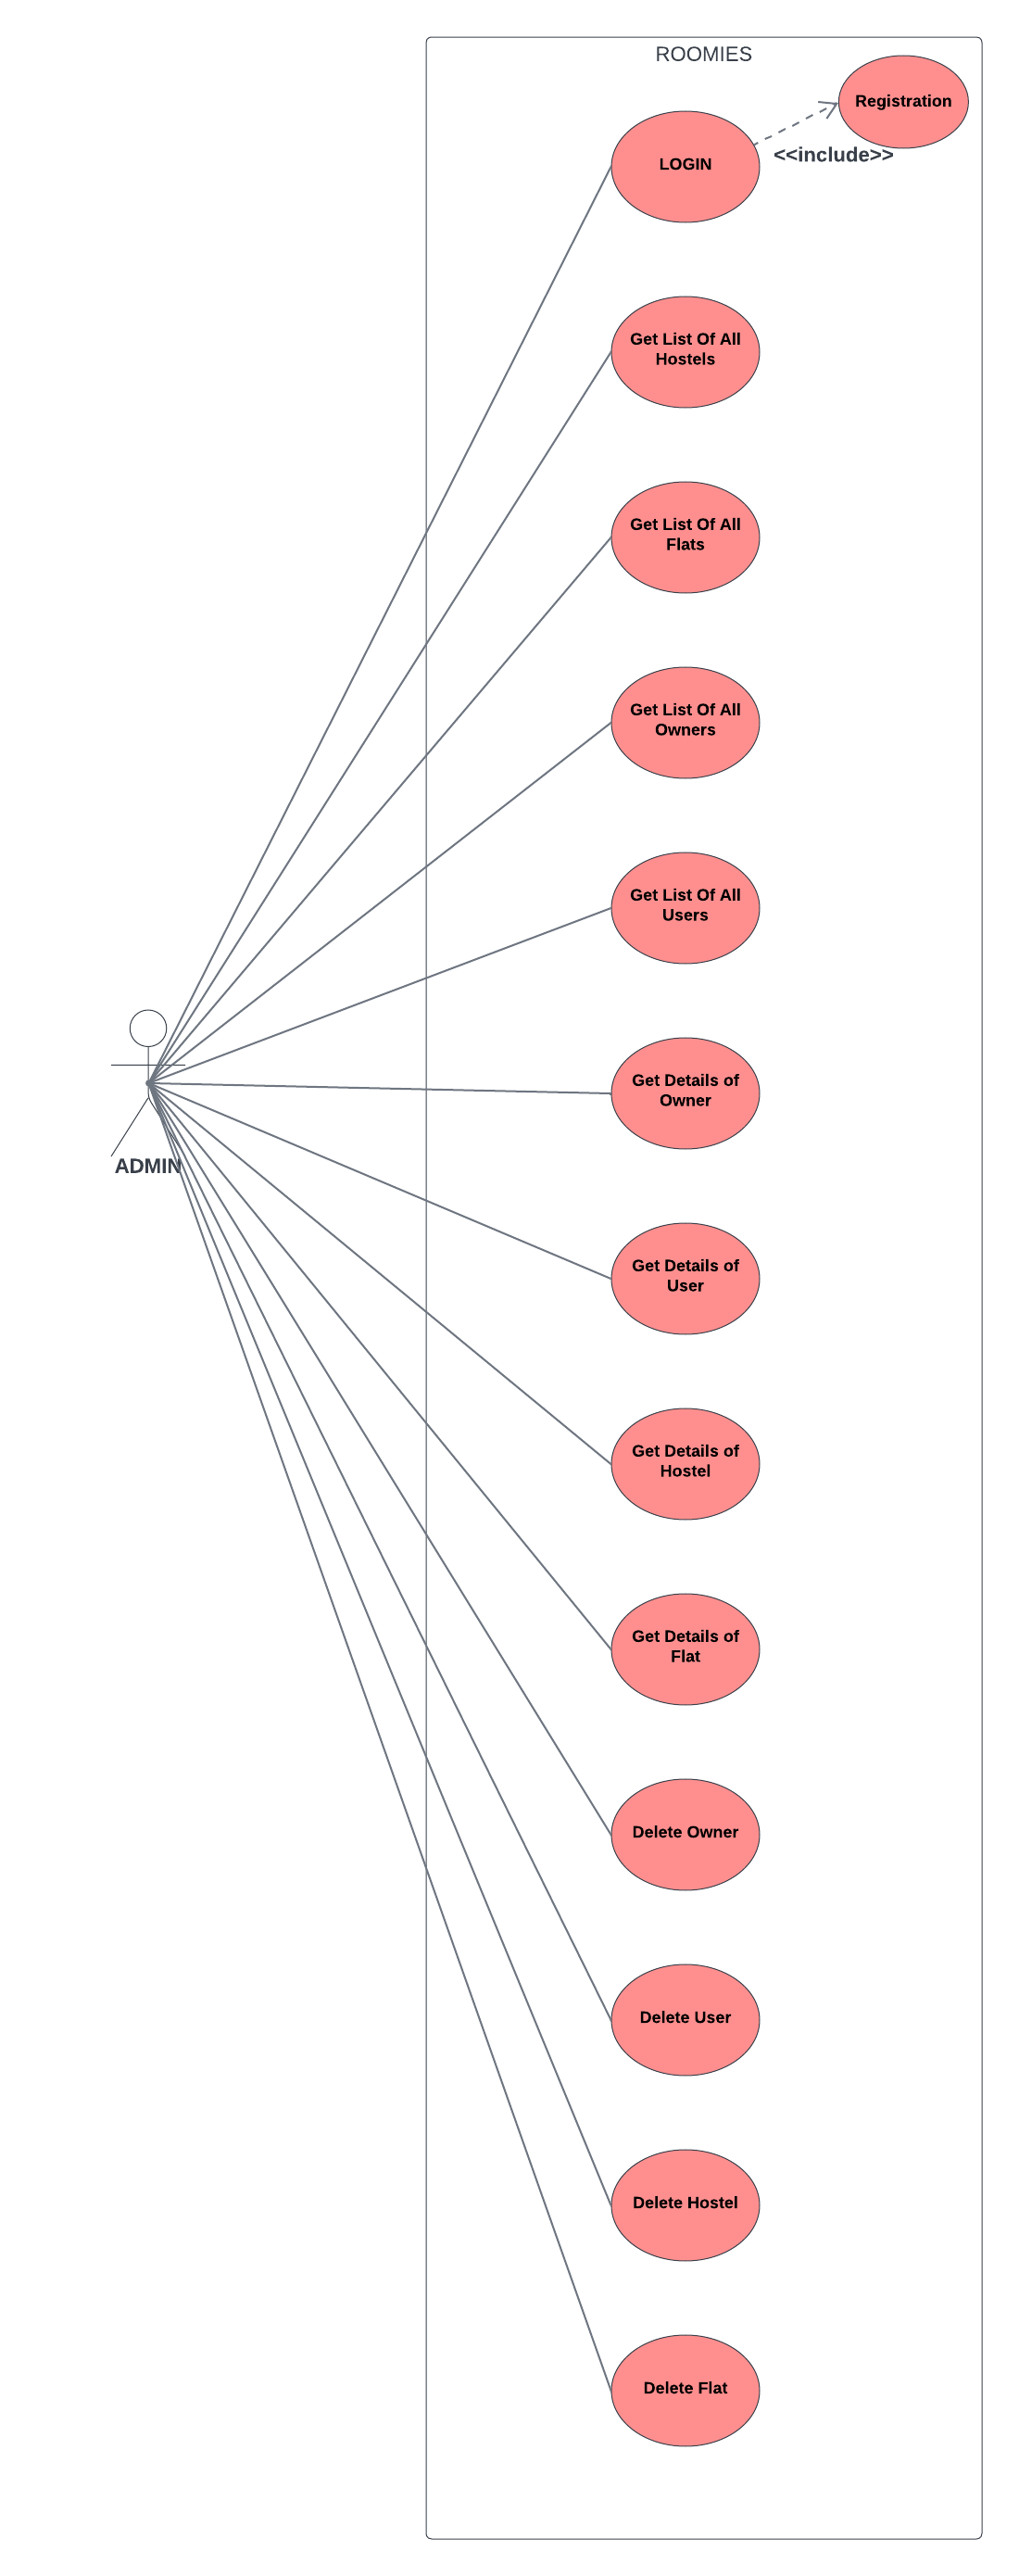 ROOMIES
Registration
<<include>>
LOGIN
Get List Of All
Hostels
Get List Of All
Flats
Get List Of All
Owners
Get List Of All
Users
ADMIN
Get Details of
Owner
Get Details of
User
Get Details of
Hostel
Get Details of
Flat
Delete Owner
Delete User
Delete Hostel
Delete Flat